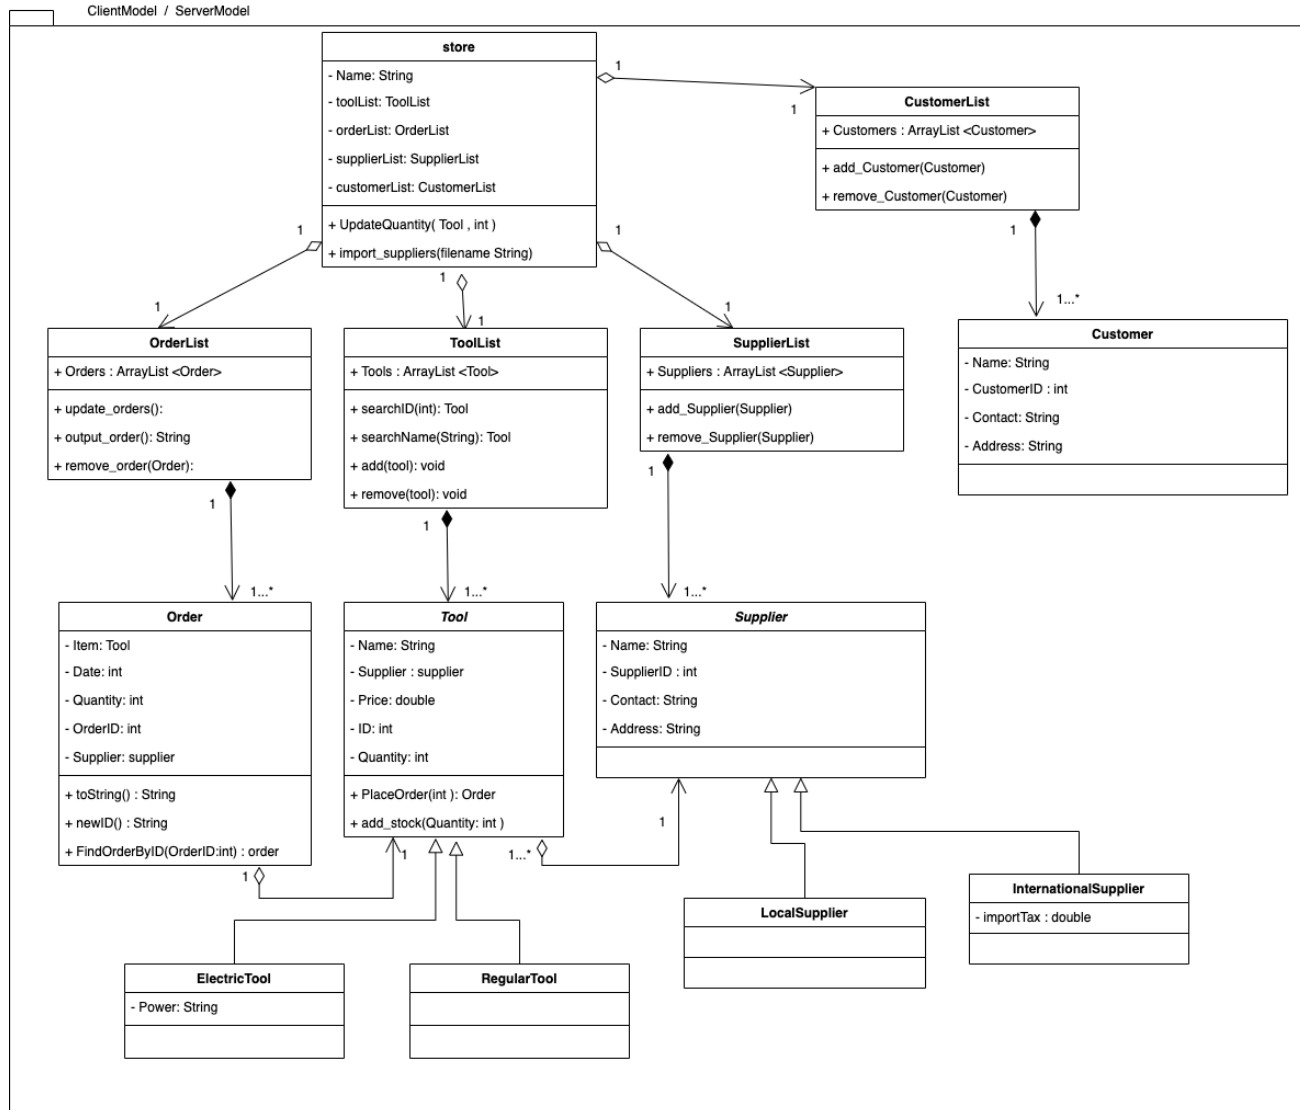 ClientModel / ServerModel
store
- Name: String
- toolList: ToolList
- orderList: OrderList
- supplierList: SupplierList
- customerList: CustomerList
+ UpdateQuantity( Tool , int )
+ import_suppliers(filename String)
1
1
CustomerList
+ Customers : ArrayList <Customer>
+ add_Customer(Customer)
+ remove_Customer(Customer)
1
1...*
Customer
- Name: String
- CustomerID : int
- Contact: String
- Address: String
1
1
1
1
1
1
OrderList
+ Orders : ArrayList <Order>
+ update_orders():
+ output_order(): String
+ remove_order(Order):
1
1...*
ToolList
+ Tools : ArrayList <Tool>
+ searchID(int): Tool
+ searchName(String): Tool
+ add(tool): void
+ remove(tool): void
1
1...*
SupplierList
+ Suppliers : ArrayList <Supplier>
+ add_Supplier(Supplier)
+ remove_Supplier(Supplier)
1
1...*
Order
- Item: Tool
- Date: int
- Quantity: int
- OrderID: int
- Supplier: supplier
+ toString() : String
+ newID() : String
+ FindOrderByID(OrderID:int) : order
1
1
Tool
- Name: String
- Supplier : supplier
- Price: double
- ID: int
- Quantity: int
+ PlaceOrder(int ): Order
+ add_stock(Quantity: int )
1...*
1
Supplier
- Name: String
- SupplierID : int
- Contact: String
- Address: String
ElectricTool
- Power: String
RegularTool
LocalSupplier
InternationalSupplier
- importTax : double